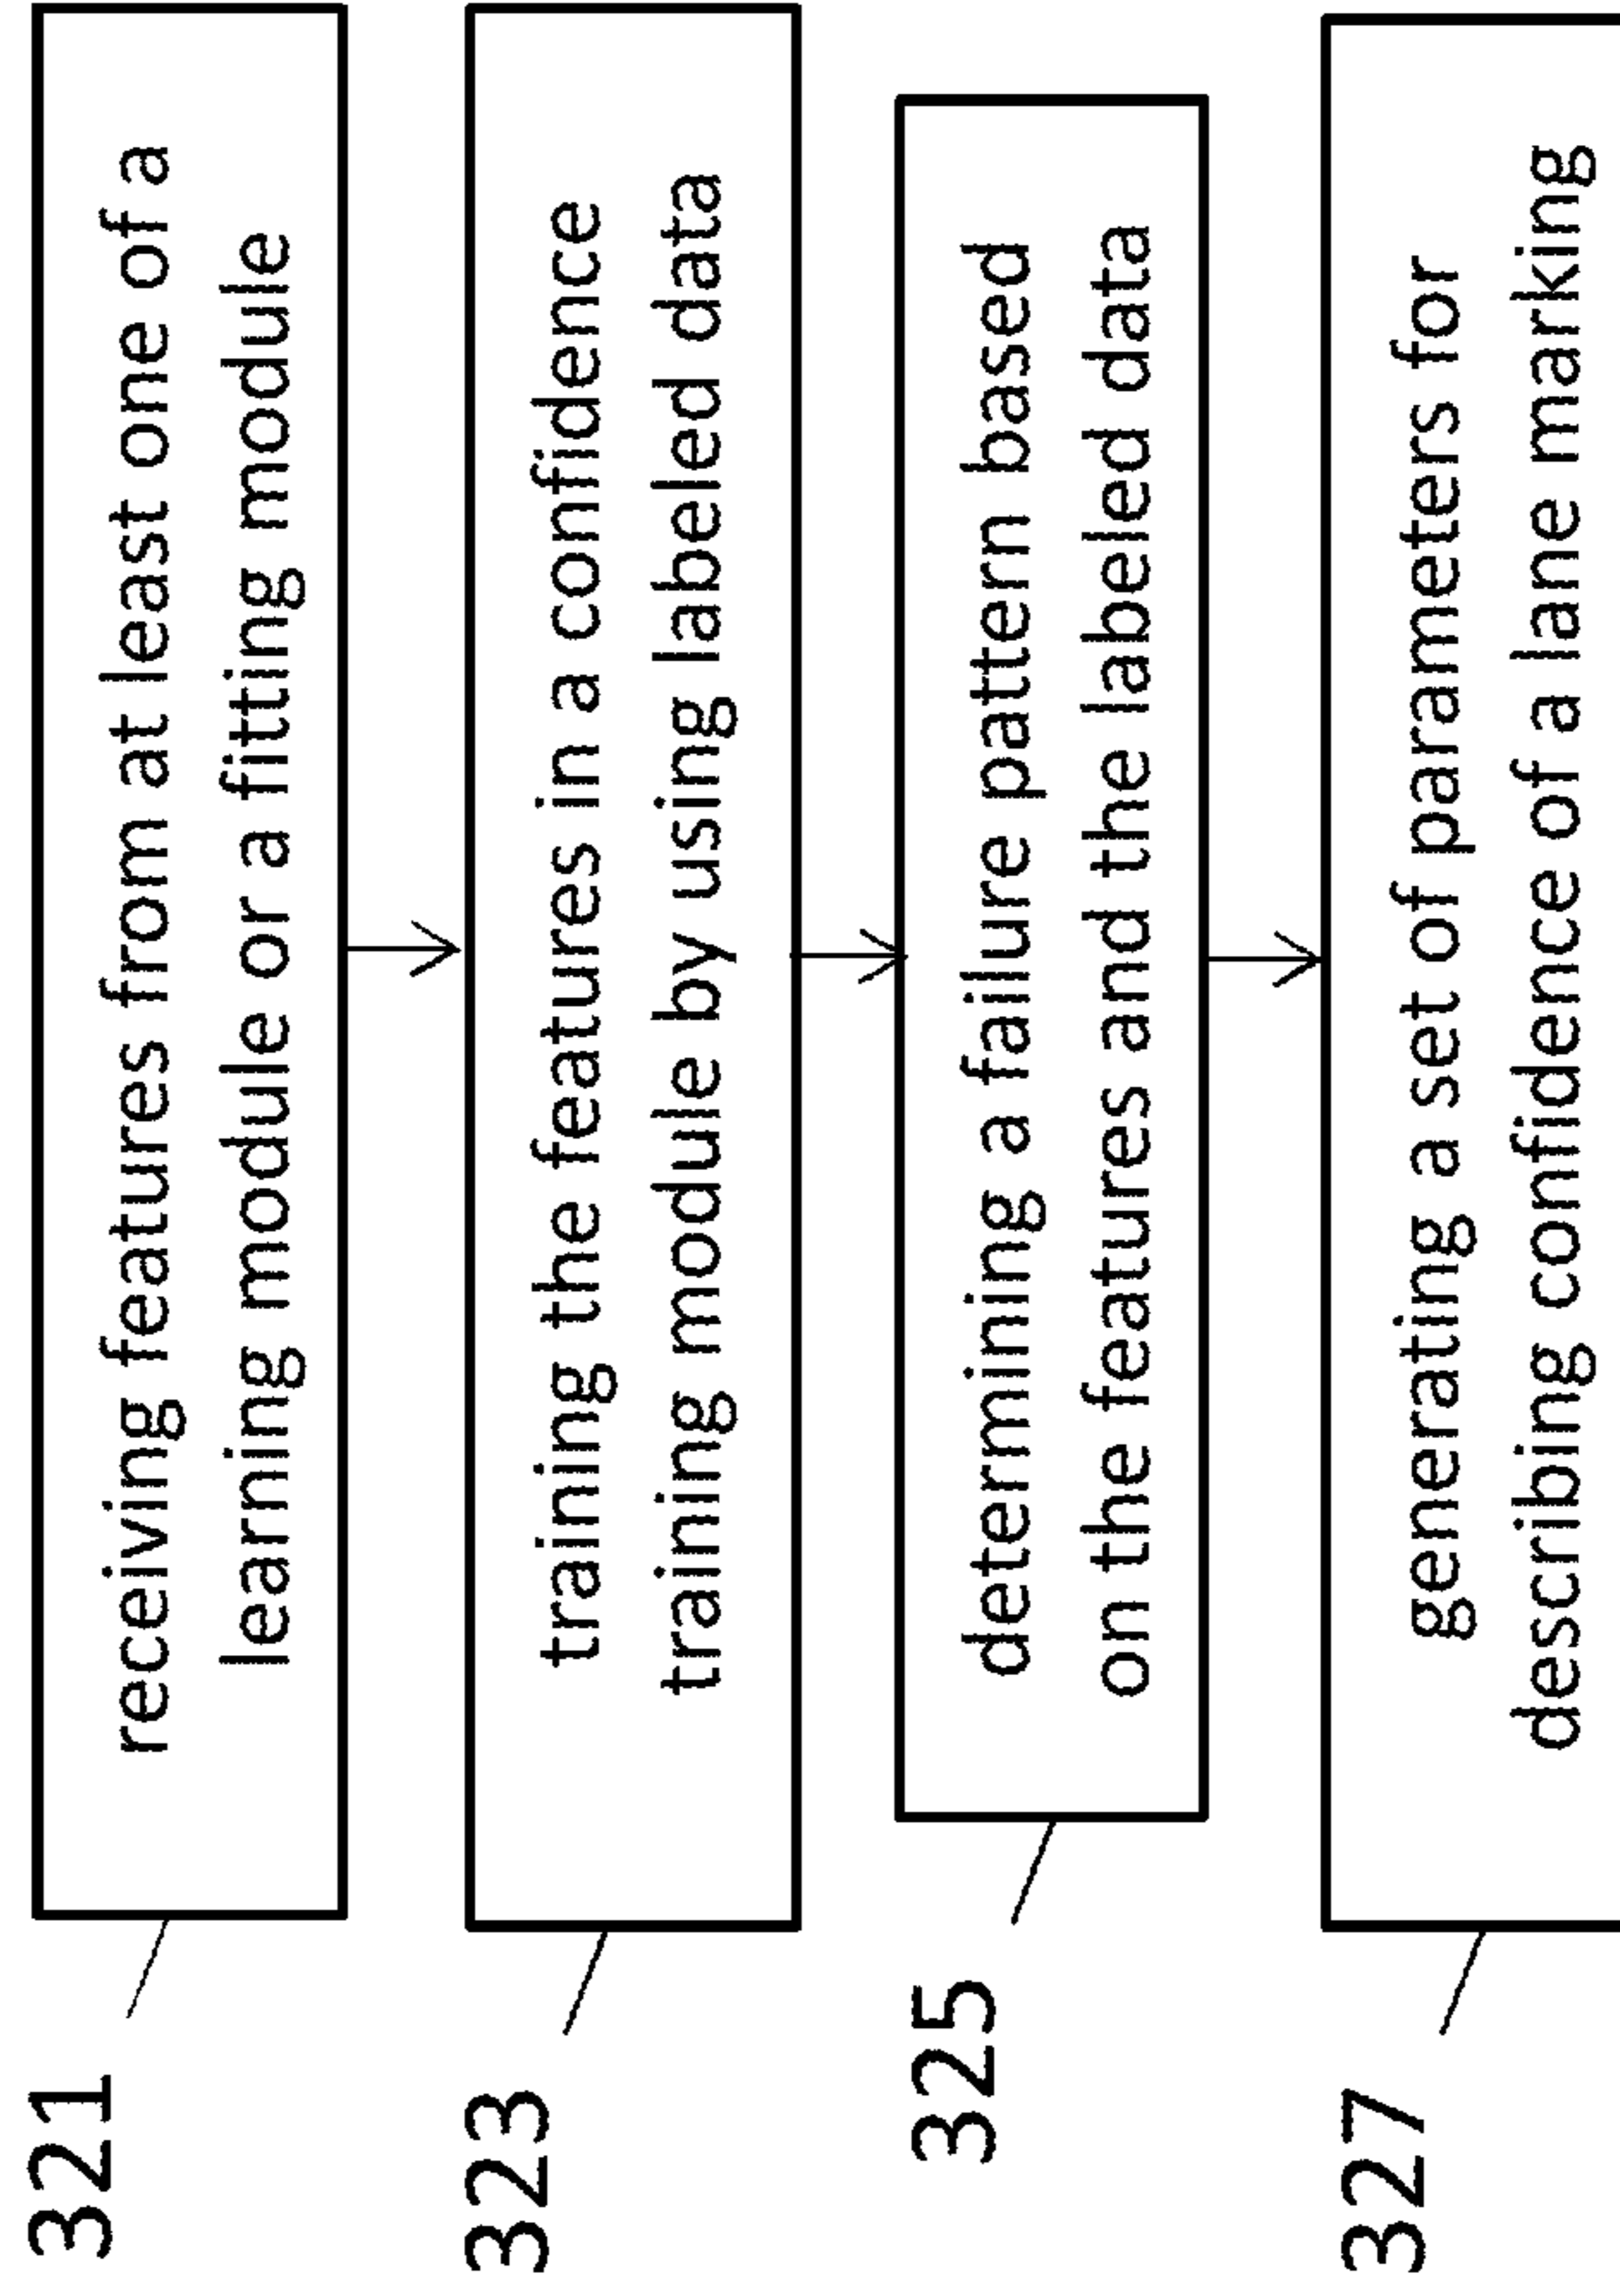 321
receiving features from at least one of a
learning module or a fitting module
323
training the features in a confidence
training module by using labeled data
325
determining a failure pattern based
on the features and the labeled data
327
generating a set of parameters for
describing confidence of a lane marking